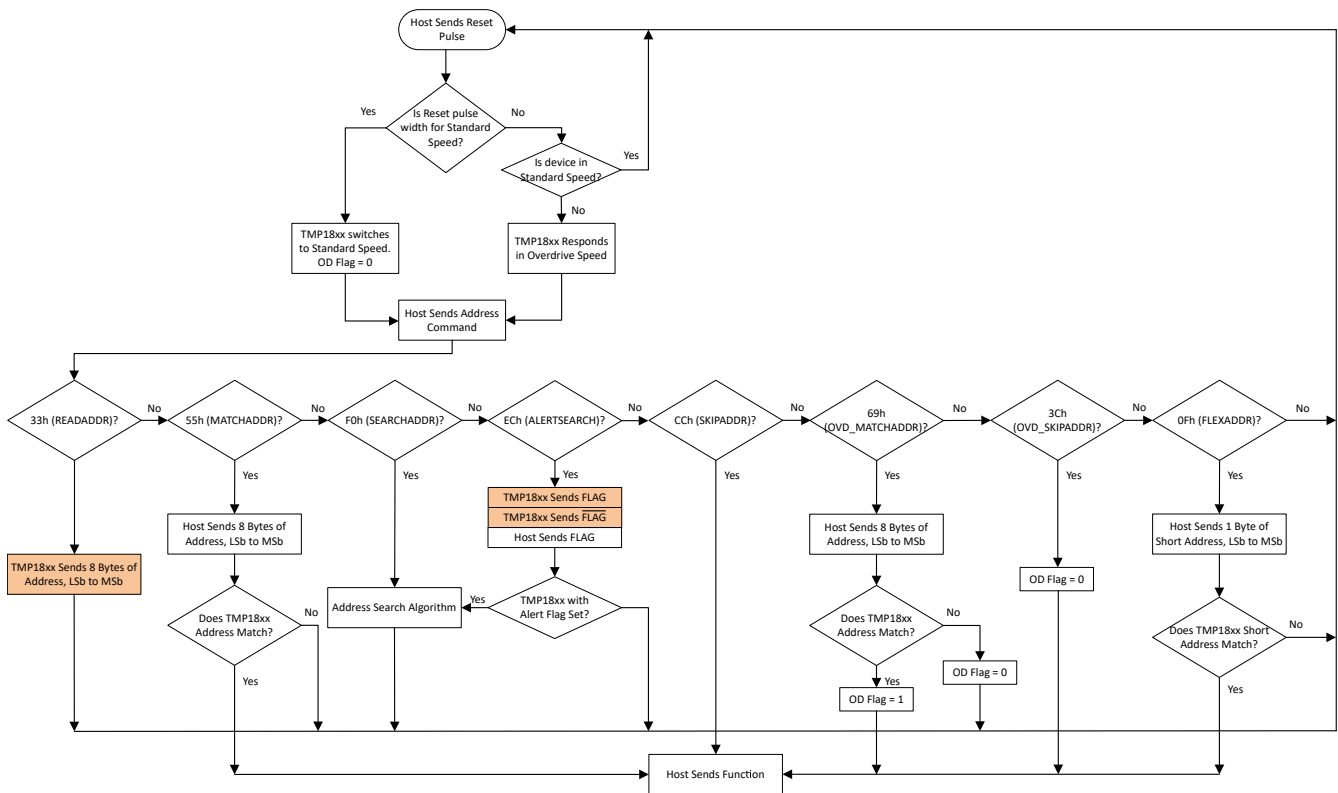 Host Sends Reset
Pulse
Is Reset pulse
width for Standard
Speed?
Yes
No
Is device in
Standard Speed?
Yes
No
TMP18xx switches
to Standard Speed.
OD Flag = 0
TMP18xx Responds
in Overdrive Speed
Host Sends Address
Command
33h (READADDR)?
No
55h (MATCHADDR)?
No
F0h (SEARCHADDR)?
No
ECh (ALERTSEARCH)?
No
CCh (SKIPADDR)?
No
69h
(OVD_MATCHADDR)?
No
3Ch
(OVD_SKIPADDR)?
No
0Fh (FLEXADDR)?
No
Yes
Yes
Yes
Yes
Yes
Yes
Yes
Yes
TMP18xx Sends 8 Bytes of
Address, LSb to MSb
Host Sends 8 Bytes of
Address, LSb to MSb
Does TMP18xx
Address Match?
No
Yes
Address Search Algorithm
TMP18xx Sends FLAG
TMP18xx Sends F̅L̅A̅G̅
Host Sends FLAG
TMP18xx with
Alert Flag Set?
Yes
Host Sends 8 Bytes of
Address, LSb to MSb
Does TMP18xx
Address Match?
No
Yes
OD Flag = 1
OD Flag = 0
OD Flag = 0
Host Sends 1 Byte of
Short Address, LSb to MSb
Does TMP18xx Short
Address Match?
No
Yes
Host Sends Function